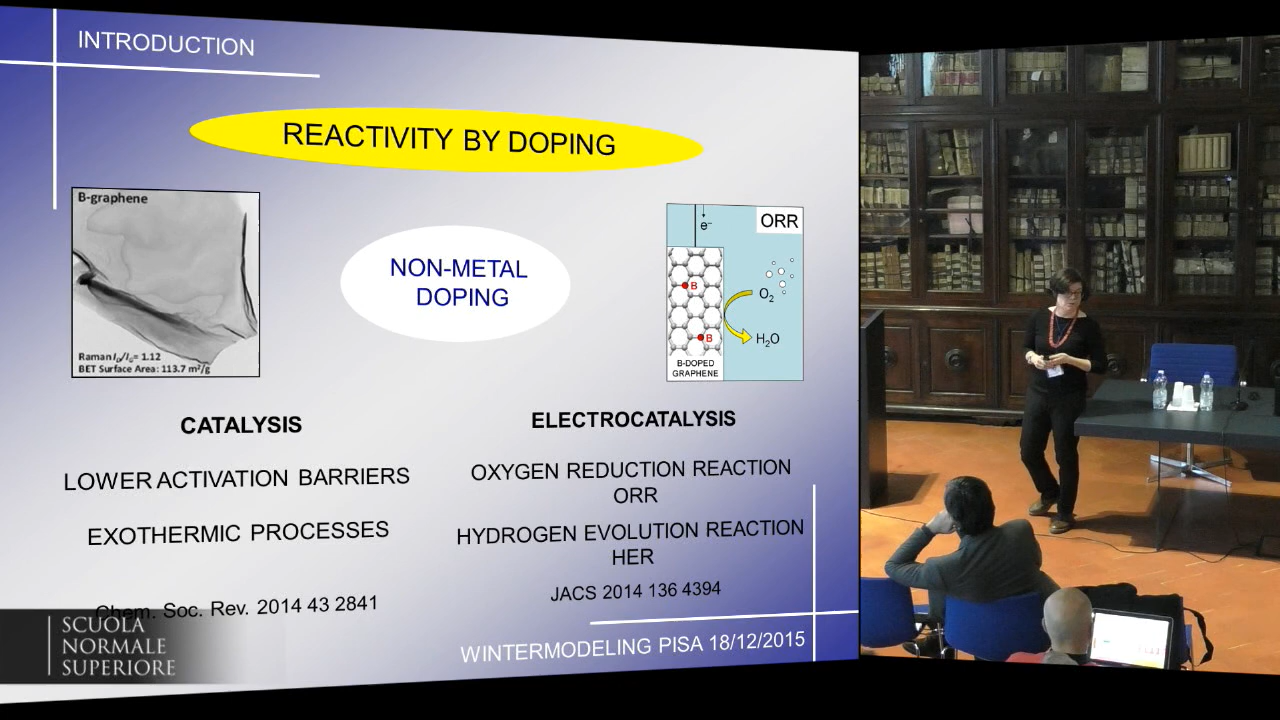 INTRODUCTION
REACTIVITY BY DOPING
B-graphene
Raman I_D/I_G= 1.12
BET Surface Area: 113.7 m²/g
NON-METAL
DOPING
ORR
e⁻
B
O₂
B
H₂O
B-DOPED
GRAPHENE
CATALYSIS
LOWER ACTIVATION BARRIERS
EXOTHERMIC PROCESSES
Chem. Soc. Rev. 2014 43 2841
ELECTROCATALYSIS
OXYGEN REDUCTION REACTION
ORR
HYDROGEN EVOLUTION REACTION
HER
JACS 2014 136 4394
SCUOLA
NORMALE
SUPERIORE
WINTERMODELING PISA 18/12/2015